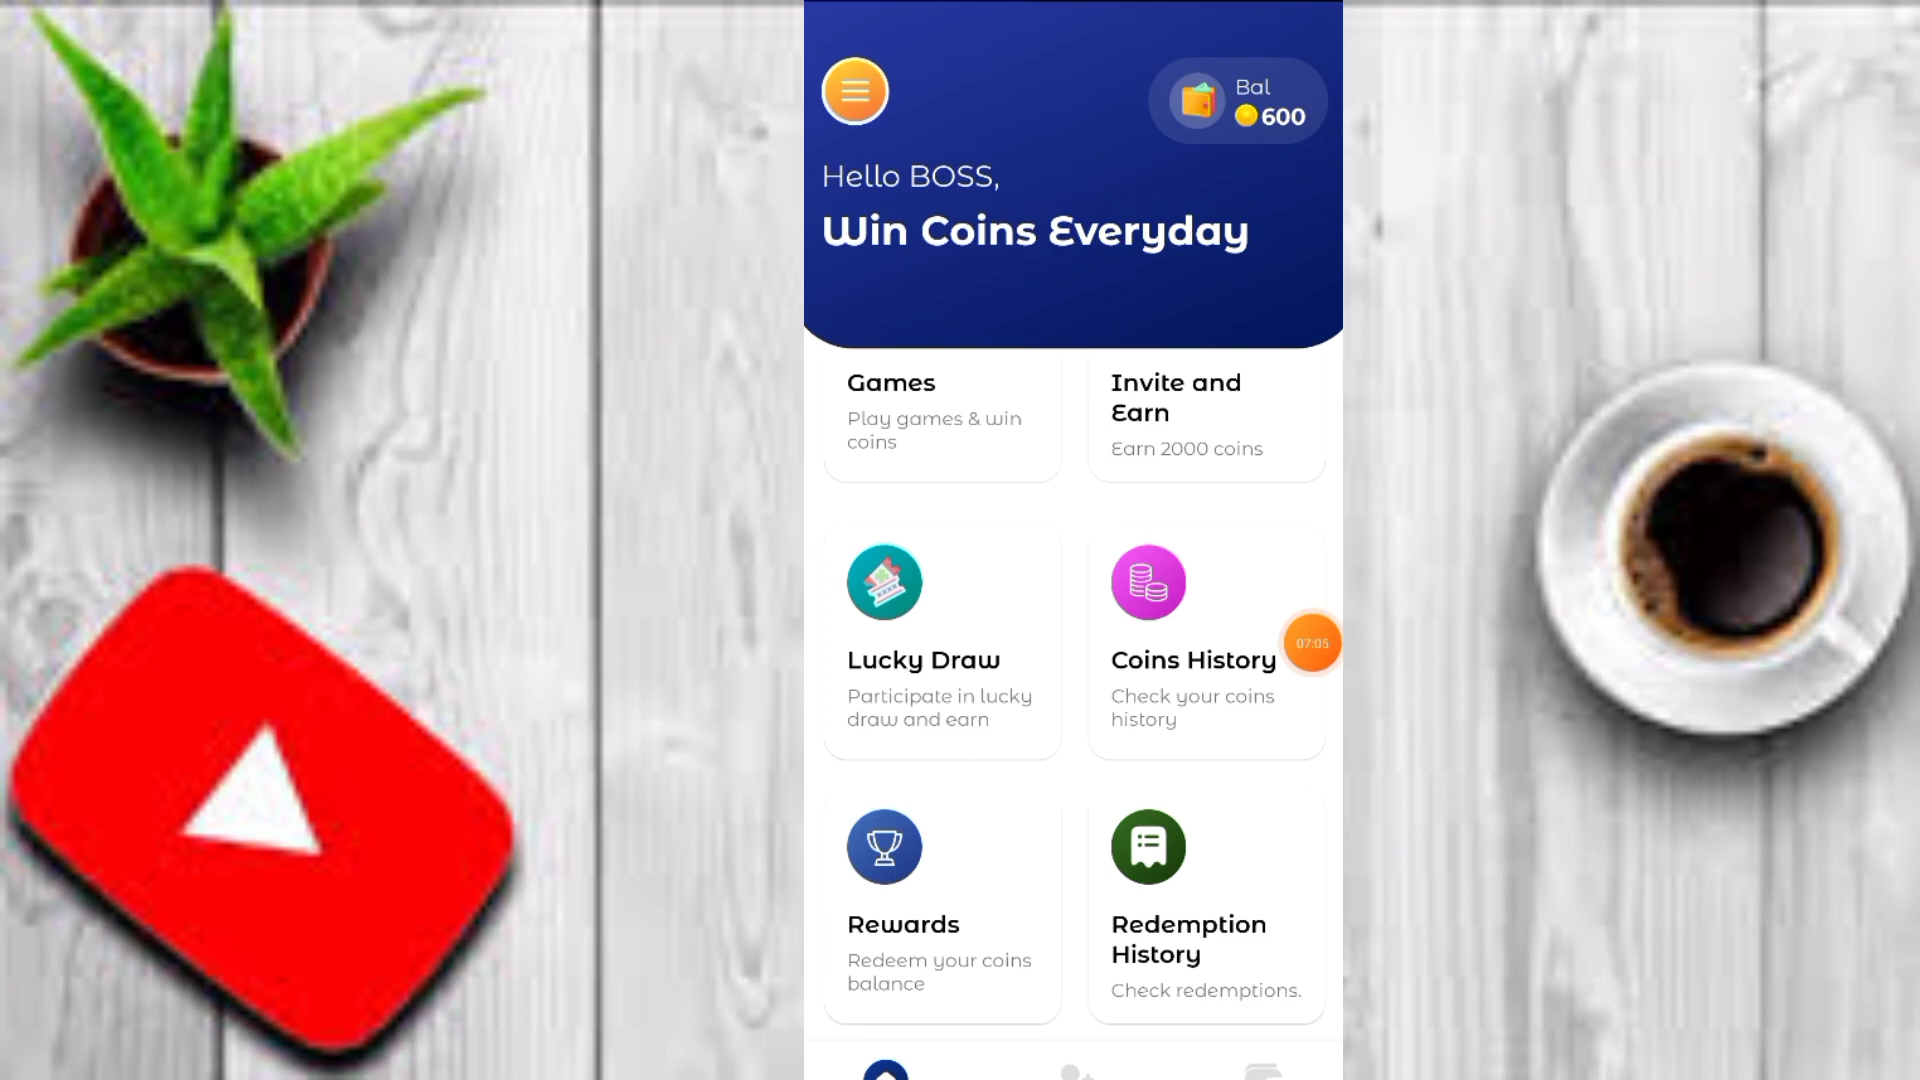 Bal
600
Hello BOSS,
Win Coins Everyday
Games
Play games & win
coins
Invite and
Earn
Earn 2000 coins
Lucky Draw
Participate in lucky
draw and earn
Coins History
Check your coins
history
07:05
Rewards
Redeem your coins
balance
Redemption
History
Check redemptions.